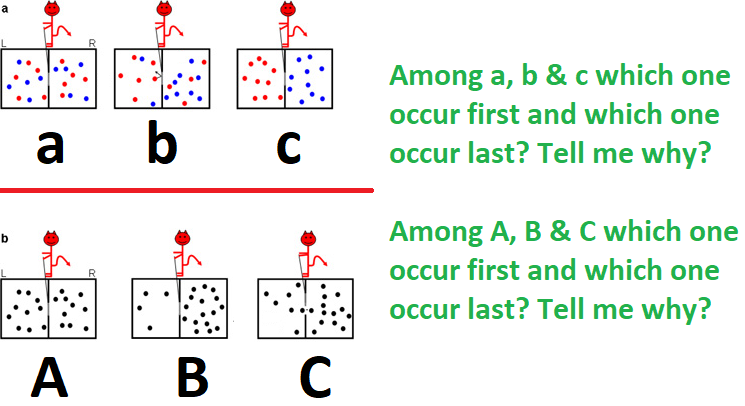 a
L R
a b c
Among a, b & c which one
occur first and which one
occur last? Tell me why?
b
L R
A B C
Among A, B & C which one
occur first and which one
occur last? Tell me why?